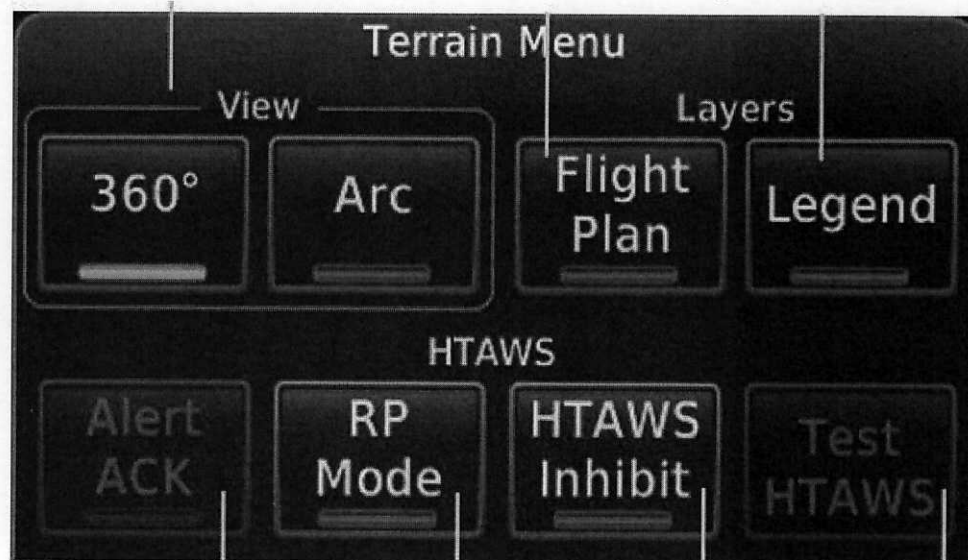 Terrain Menu
View
Layers
360°
Arc
Flight
Plan
Legend
HTAWS
Alert
ACK
RP
Mode
HTAWS
Inhibit
Test
HTAWS